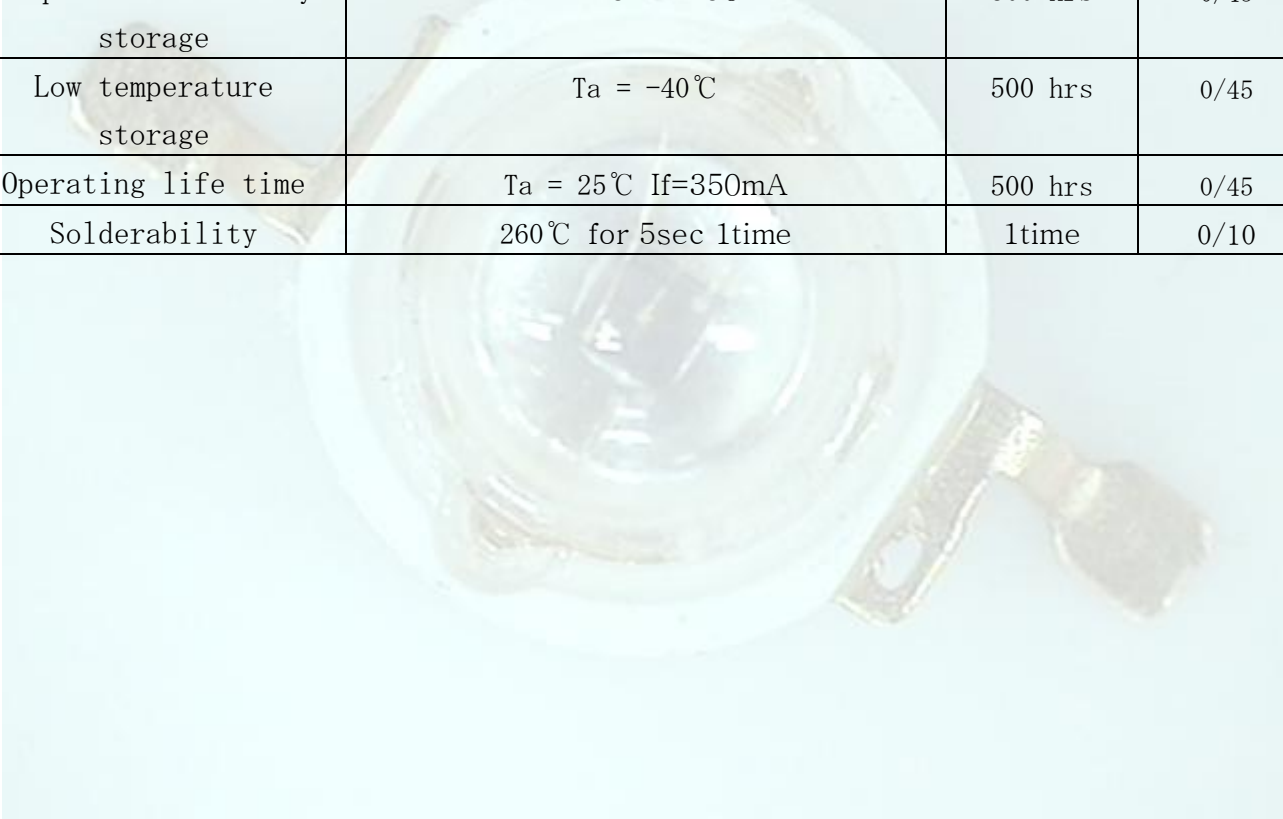 storage
Low temperature Ta = -40℃ 500 hrs 0/45
storage
Operating life time Ta = 25℃ If=350mA 500 hrs 0/45
Solderability 260℃ for 5sec 1time 1time 0/10